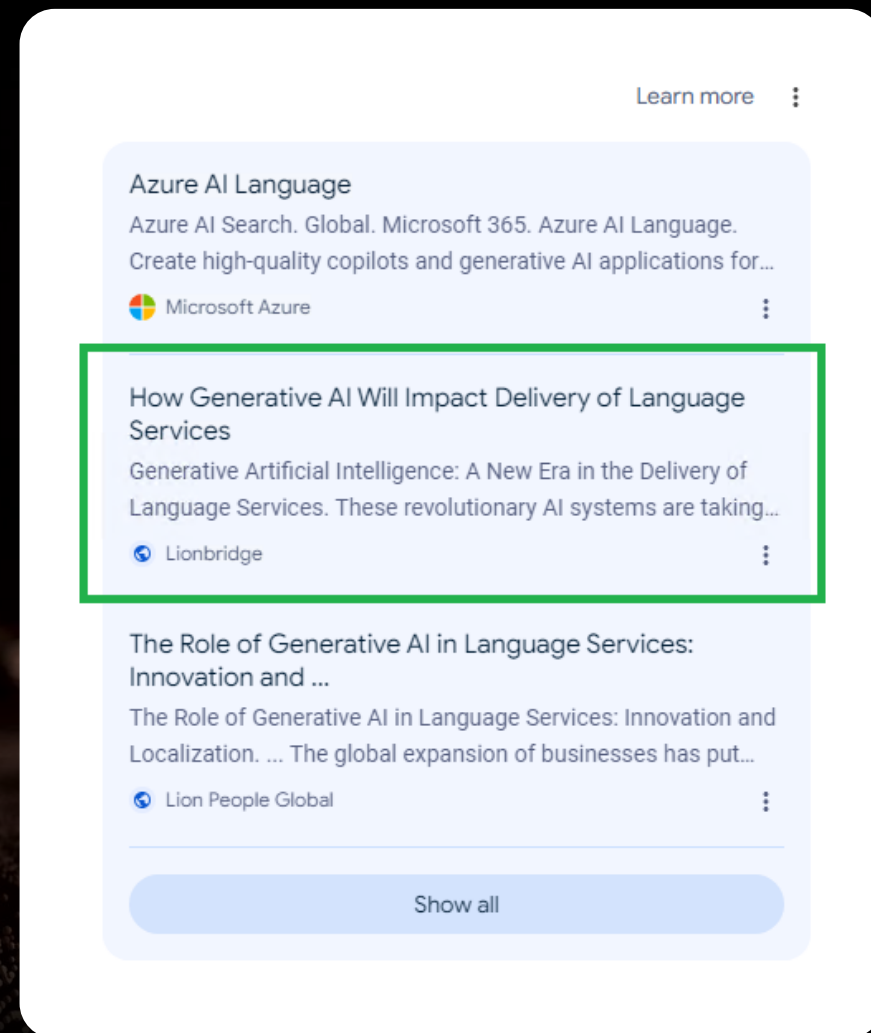 Learn more
Azure AI Language
Azure AI Search. Global. Microsoft 365. Azure AI Language.
Create high-quality copilots and generative AI applications for...
Microsoft Azure
How Generative AI Will Impact Delivery of Language
Services
Generative Artificial Intelligence: A New Era in the Delivery of
Language Services. These revolutionary AI systems are taking...
Lionbridge
The Role of Generative AI in Language Services:
Innovation and ...
The Role of Generative AI in Language Services: Innovation and
Localization. ... The global expansion of businesses has put...
Lion People Global
Show all